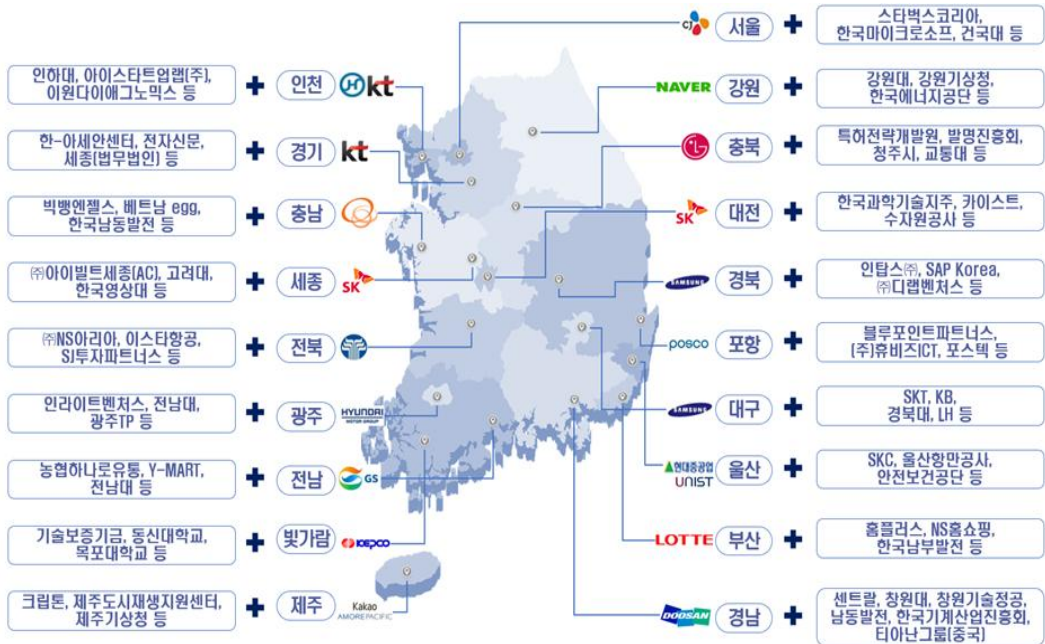 CJ
서울
스타벅스코리아,
한국마이크로소프, 건국대 등
인하대, 아이스타트업랩(주),
이원다이애그노믹스 등
인천
kt
NAVER
강원
강원대, 강원기상청,
한국에너지공단 등
한-아세안센터, 전자신문,
세종(법무법인) 등
경기
kt
LG
충북
특허전략개발원, 발명진흥회,
청주시, 교통대 등
빅뱅엔젤스, 베트남 egg,
한국남동발전 등
충남
SK
대전
한국과학기술지주, 카이스트,
수자원공사 등
㈜아이빌트세종(AC), 고려대,
한국영상대 등
세종
SK
SAMSUNG
경북
인탑스㈜, SAP Korea,
㈜디랩벤처스 등
㈜NS아리아, 이스타항공,
SJ투자파트너스 등
전북
posco
포항
블루포인트파트너스,
(주)휴비즈ICT, 포스텍 등
인라이트벤처스, 전남대,
광주TP 등
광주
HYUNDAI
MOTOR GROUP
SAMSUNG
대구
SKT, KB,
경북대, LH 등
농협하나로유통, Y-MART,
전남대 등
전남
GS
현대중공업
UNIST
울산
SKC, 울산항만공사,
안전보건공단 등
기술보증기금, 동신대학교,
목포대학교 등
빛가람
KEPCO
LOTTE
부산
홈플러스, NS홈쇼핑,
한국남부발전 등
크립톤, 제주도시재생지원센터,
제주기상청 등
제주
Kakao
AMOREPACIFIC
DOOSAN
경남
센트랄, 창원대, 창원기술정공,
남동발전, 한국기계산업진흥회,
티아난그룹(중국)